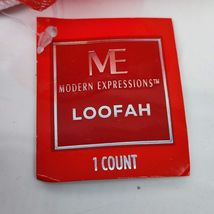 ME
MODERN EXPRESSIONS™
LOOFAH
1 COUNT